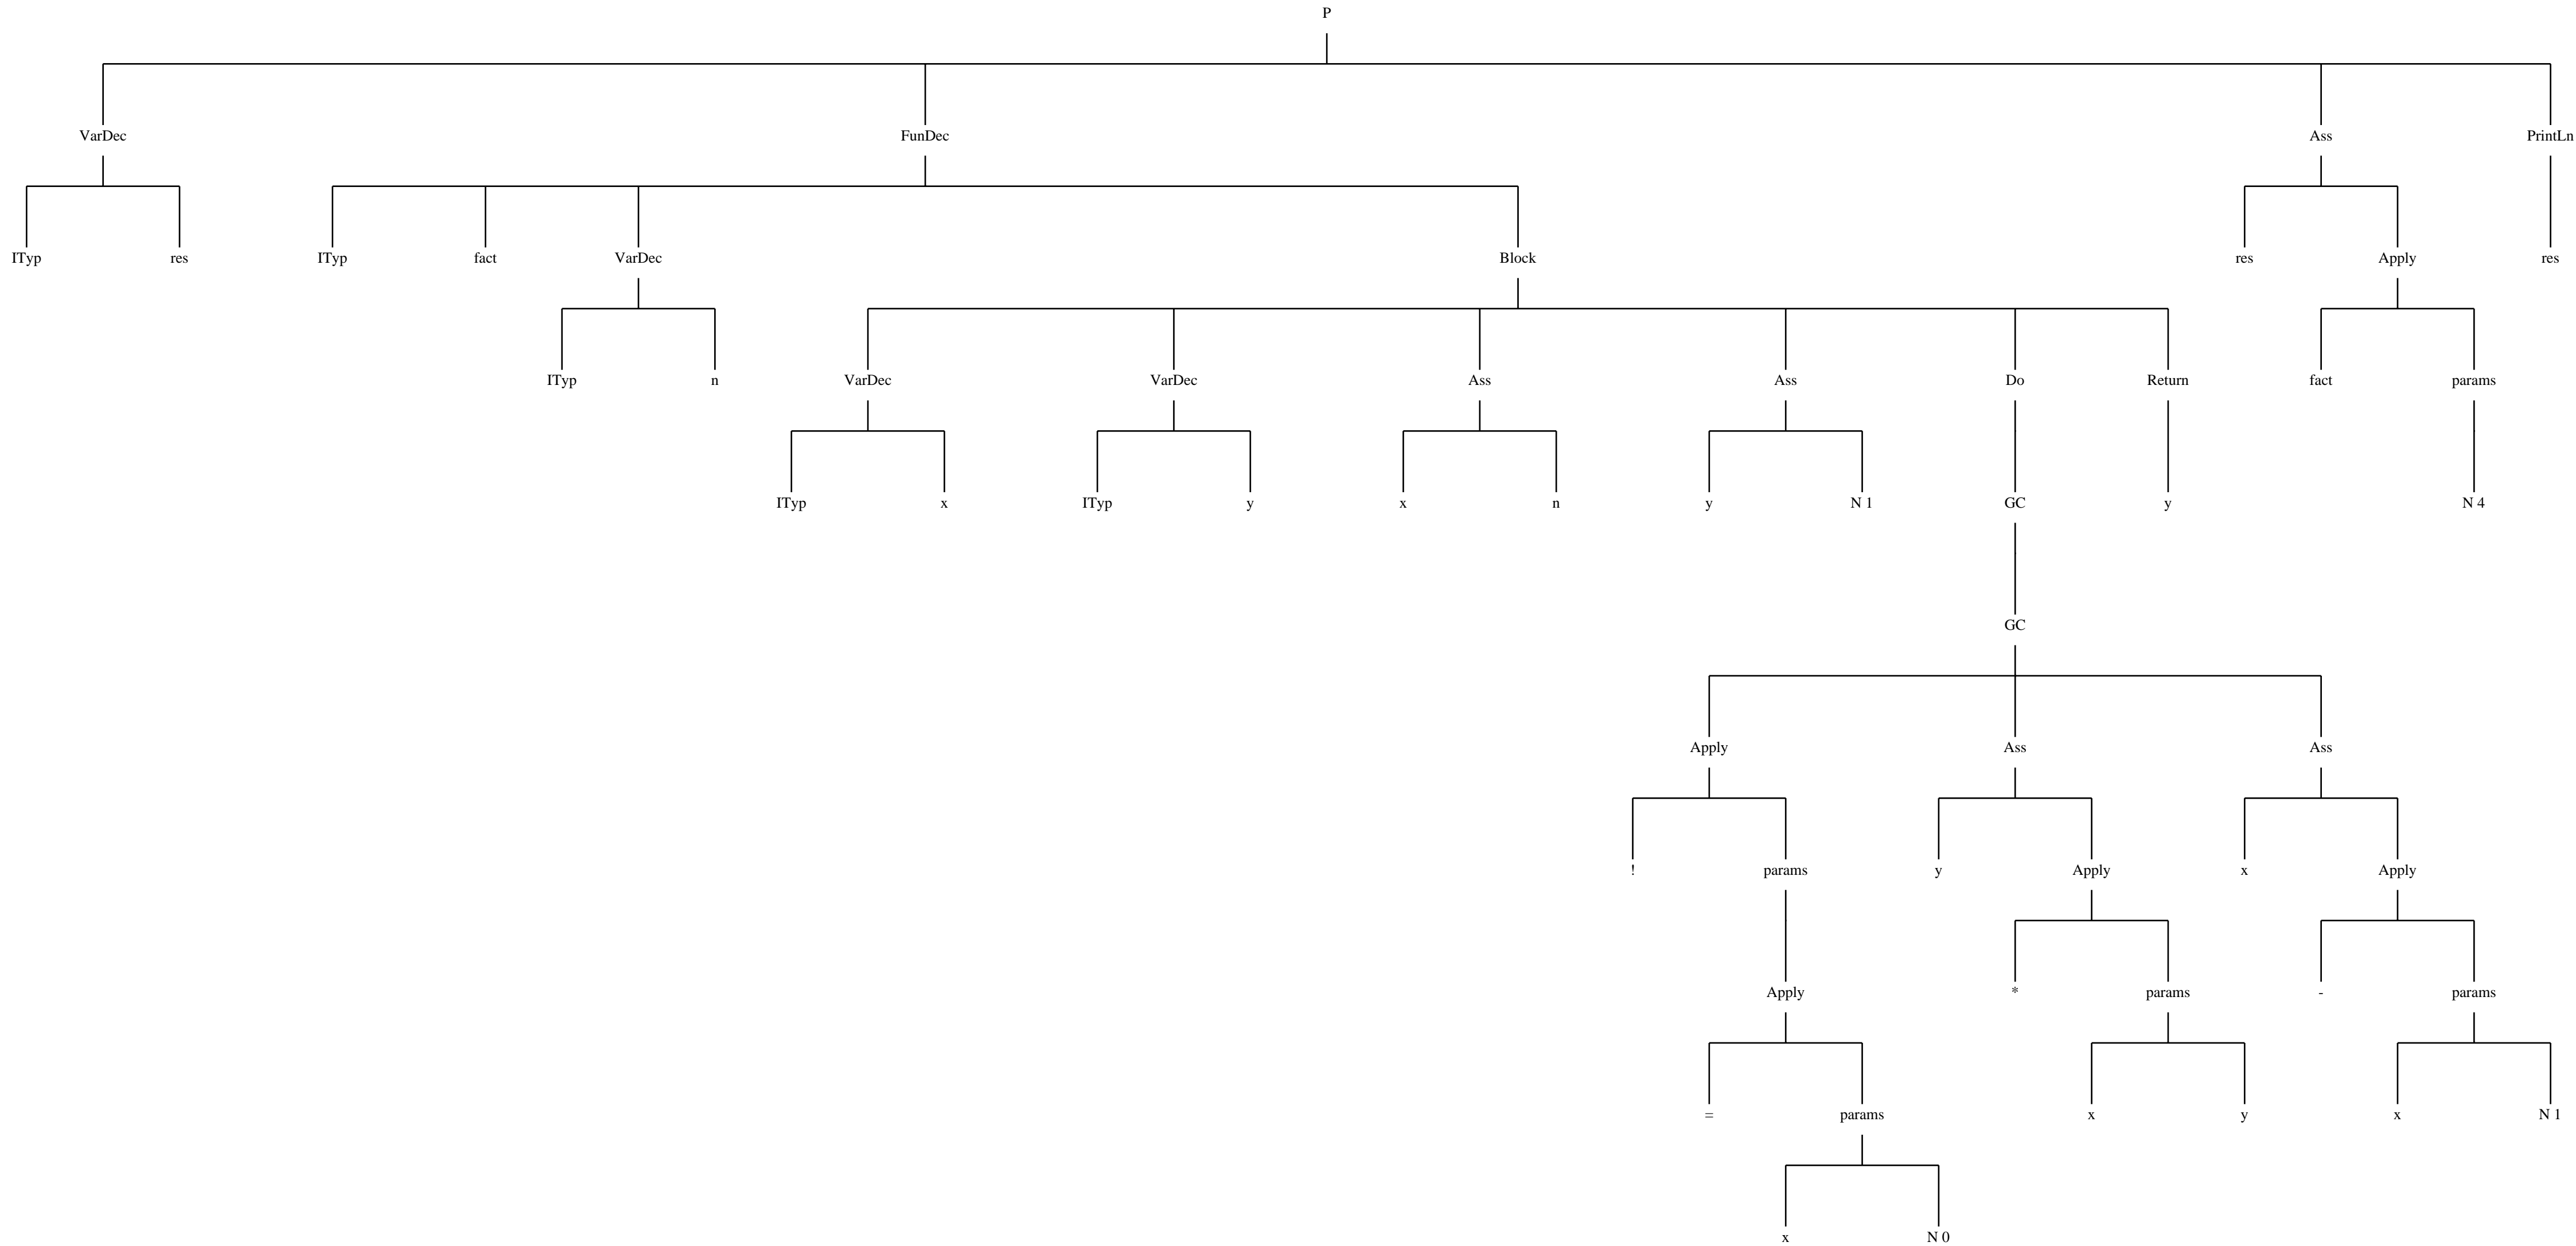 P
VarDec FunDec Ass PrintLn
ITyp res ITyp fact VarDec Block res Apply res
ITyp n VarDec VarDec Ass Ass Do Return fact params
ITyp x ITyp y x n y N 1 GC y N 4
GC
Apply Ass Ass
! params y Apply x Apply
Apply * params - params
= params x y x N 1
x N 0